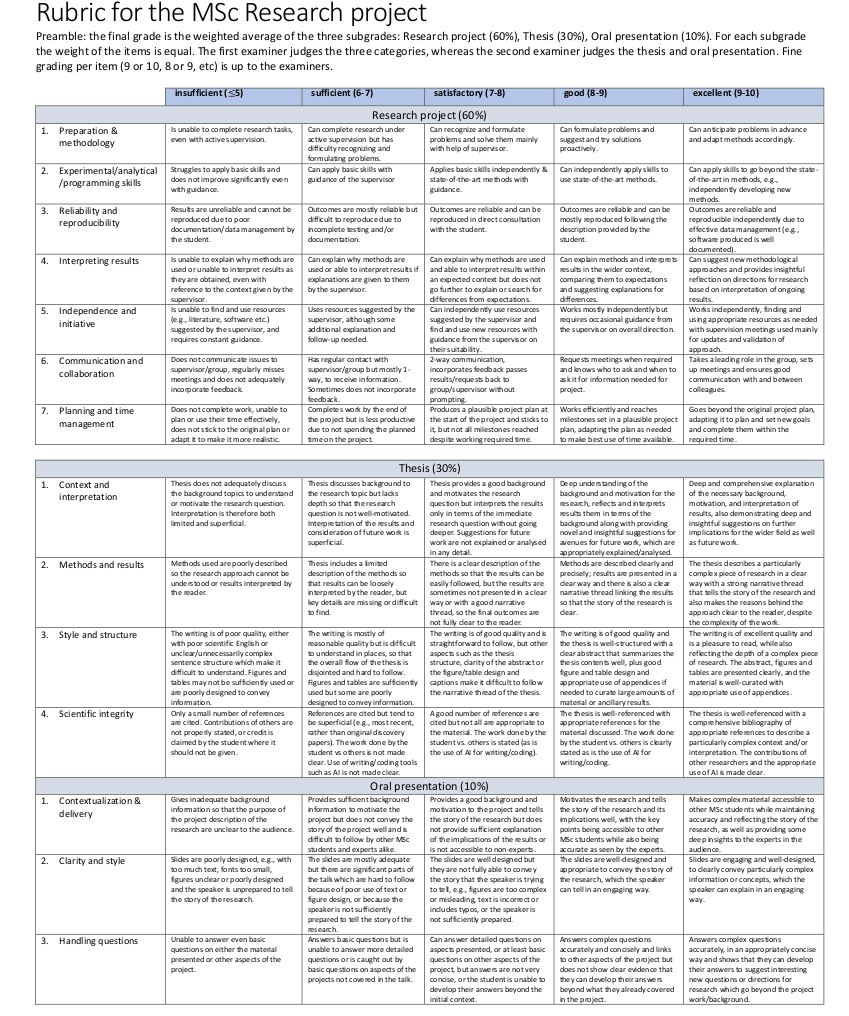 Rubric for the MSc Research project
Preamble: the final grade is the weighted average of the three subgrades: Research project (60%), Thesis (30%), Oral presentation (10%). For each subgrade
the weight of the items is equal. The first examiner judges the three categories, whereas the second examiner judges the thesis and oral presentation. Fine
grading per item (9 or 10, 8 or 9, etc) is up to the examiners.
insufficient (≤5)
sufficient (6-7)
satisfactory (7-8)
good (8-9)
excellent (9-10)
Research project (60%)
1. Preparation &
methodology
Is unable to complete research tasks,
even with active supervision.
Can complete research under
active supervision but has
difficulty recognizing and
formulating problems.
Can recognize and formulate
problems and solve them mainly
with help of supervisor.
Can formulate problems and
suggest and try solutions
proactively.
Can anticipate problems in advance
and adapt methods accordingly.
2. Experimental/analytical
/programming skills
Struggles to apply basic skills and
does not improve significantly even
with guidance.
Can apply basic skills with
guidance of the supervisor
Applies basic skills independently &
state-of-the-art methods with
guidance.
Can independently apply skills to
use state-of-the-art methods.
Can apply skills to go beyond the state-
of-the-art in methods, e.g.,
independently developing new
methods.
3. Reliability and
reproducibility
Results are unreliable and cannot be
reproduced due to poor
documentation/data management by
the student.
Outcomes are mostly reliable but
difficult to reproduce due to
incomplete testing and/or
documentation.
Outcomes are reliable and can be
reproduced in direct consultation
with the student.
Outcomes are reliable and can be
mostly reproduced following the
description provided by the
student.
Outcomes are reliable and
reproducible independent due to
effective data management (e.g.,
software produced is well
documented).
4. Interpreting results
Is unable to explain why methods are
used or unable to interpret results as
they are obtained, even with
reference to the context given by the
supervisor.
Can explain why methods are
used or able to interpret results if
explanations are given to them
by the supervisor.
Can explain why methods are used
and able to interpret results within
an expected context but does not
go further to explain or search for
differences from expectations.
Can explain methods and interprets
results in the wider context,
comparing them to expectations
and suggesting explanations for
differences.
Can suggest new methodological
approaches and provides insightful
reflection on directions for research
based on interpretation of ongoing
results.
5. Independence and
initiative
Is unable to find and use resources
(e.g., literature, software etc.)
suggested by the supervisor, and
requires constant guidance.
Uses resources suggested by the
supervisor, although some
additional explanation and
follow-up needed.
Can independently use resources
suggested by the supervisor and
find and use new resources with
guidance from the supervisor on
their suitability.
Works mostly independently but
requires occasional guidance from
the supervisor on overall direction.
Works independently, finding and
using appropriate resources as needed
with supervision meetings used mainly
for updates and validation of
approach.
6. Communication and
collaboration
Does not communicate issues to
supervisor/group, regularly misses
meetings and does not adequately
incorporate feedback.
Has regular contact with
supervisor/group but mostly 1-
way, to receive information.
Sometimes does not incorporate
feedback.
2-way communication,
incorporates feedback passes
results/requests back to
group/supervisor without
prompting.
Requests meetings when required
and knows who to ask and when to
ask it for information needed for
project.
Takes a leading role in the group, sets
up meetings and ensures good
communication with and between
colleagues.
7. Planning and time
management
Does not complete work, unable to
plan or use their time effectively,
does not stick to the original plan or
adapt it to make it more realistic.
Completes work by the end of
the project but is less productive
due to not spending the planned
time on the project.
Produces a plausible project plan at
the start of the project and sticks to
it, but not all milestones reached
despite working required time.
Works efficiently and reaches
milestones set in a plausible project
plan, adapting the plan as needed
to make best use of time available.
Goes beyond the original project plan,
adapting it to plan and set new goals
and complete them within the
required time.
Thesis (30%)
1. Context and
interpretation
Thesis does not adequately discuss
the background topics to understand
or motivate the research question.
Interpretation is therefore both
limited and superficial.
Thesis discusses background to
the research topic but lacks
depth so that the research
question is not well-motivated.
Interpretation of the results and
consideration of future work is
superficial.
Thesis provides a good background
and motivates the research
question but interprets the results
only in terms of the immediate
research question without going
deeper. Suggestions for future
work are not explained or analysed
in any detail.
Deep understanding of the
background and motivation for the
research, reflects and interprets
results them in terms of the
background along with providing
novel and insightful suggestions for
avenues for future work, which are
appropriately explained/analysed.
Deep and comprehensive explanation
of the necessary background,
motivation, and interpretation of
results, also demonstrating deep and
insightful suggestions on further
implications for the wider field as well
as future work.
2. Methods and results
Methods used are poorly described
so the research approach cannot be
understood or results interpreted by
the reader.
Thesis includes a limited
description of the methods so
that results can be loosely
interpreted by the reader, but
key details are missing or difficult
to find.
There is a clear description of the
methods so that the results can be
easily followed, but the results are
sometimes not presented in a clear
way or with a good narrative
thread, so the final outcomes are
not fully clear to the reader.
Methods are described clearly and
precisely; results are presented in a
clear way and there is also a clear
narrative thread linking the results
so that the story of the research is
clear.
The thesis describes a particularly
complex piece of research in a clear
way with a strong narrative thread
that tells the story of the research and
also makes the reasons behind the
approach clear to the reader, despite
the complexity of the work.
3. Style and structure
The writing is of poor quality, either
with poor scientific English or
unclear/unnecessarily complex
sentence structure which make it
difficult to understand. Figures and
tables may not be sufficiently used or
are poorly designed to convey
information.
The writing is mostly of
reasonable quality but is difficult
to understand in places, so that
the overall flow of the thesis is
disjointed and hard to follow.
Figures and tables are sufficiently
used but some are poorly
designed to convey information.
The writing is of good quality and is
straightforward to follow, but other
aspects such as the thesis
structure, clarity of the abstract or
the figure/table design and
captions make it difficult to follow
the narrative thread of the thesis.
The writing is of good quality and
the thesis is well-structured with a
clear abstract that summarizes the
thesis contents well, plus good
figure and table design and
appropriate use of appendices if
needed to curate large amounts of
material or ancillary results.
The writing is of excellent quality and
is a pleasure to read, while also
reflecting the depth of a complex piece
of research. The abstract, figures and
tables are presented clearly, and the
material is well-curated with
appropriate use of appendices.
4. Scientific integrity
Only a small number of references
are cited. Contributions of others are
not properly stated, or credit is
claimed by the student where it
should not be given.
References are cited but tend to
be superficial (e.g., most recent,
rather than original discovery
papers). The work done by the
student vs others is not made
clear. Use of writing/coding tools
such as AI is not made clear.
A good number of references are
cited but not all are appropriate to
the material. The work done by
the student vs. others is stated (as is
the use of AI for writing/coding).
The thesis is well-referenced with
appropriate references for the
material discussed. The work done
by the student vs. others is clearly
stated as is the use of AI for
writing/coding.
The thesis is well-referenced with a
comprehensive bibliography of
appropriate references to describe a
particularly complex context and/or
interpretation. The contributions of
other researchers and the appropriate
use of AI is made clear.
Oral presentation (10%)
1. Contextualization &
delivery
Gives inadequate background
information so that the purpose of
the project description of the
research are unclear to the audience.
Provides sufficient background
information to motivate the
project but does not convey the
story of the project well and is
difficult to follow by other MSc
students and experts alike.
Provides a good background and
motivation to the project and tells
the story of the research but does
not provide sufficient explanation
of the implications of the results or
is not accessible to non-experts.
Motivates the research and tells
the story of the research and its
implications well, with the key
points being accessible to other
MSc students while also being
accurate as seen by the experts.
Makes complex material accessible to
other MSc students while maintaining
accuracy and reflecting the story of the
research, as well as providing some
deep insights to the experts in the
audience.
2. Clarity and style
Slides are poorly designed, e.g., with
too much text, fonts too small,
figures unclear or poorly designed
and the speaker is unprepared to tell
the story of the research.
The slides are mostly adequate
but there are significant parts of
the talk which are hard to follow
because of poor use of text or
figure design, or because the
speaker is not sufficiently
prepared to tell the story of the
research.
The slides are well designed but
they are not fully able to convey
the story that the speaker is trying
to tell, e.g., figures are too complex
or misleading, text is incorrect or
includes typos, or the speaker is
not sufficiently prepared.
The slides are well-designed and
appropriate to convey the story of
the research, which the speaker
can tell in an engaging way.
Slides are engaging and well-designed,
to clearly convey particularly complex
information or concepts, which the
speaker can explain in an engaging
way.
3. Handling questions
Unable to answer even basic
questions on either the material
presented or other aspects of the
project.
Answers basic questions but is
unable to answer more detailed
questions or is caught out by
basic questions on aspects of the
projects not covered in the talk.
Can answer detailed questions on
aspects presented, or at least basic
questions on other aspects of the
project, but answers are not very
concise, or the student is unable to
develop their answers beyond the
initial context.
Answers complex questions
accurately and concisely and links
to other aspects of the project but
does not show clear evidence that
they can develop their answers
beyond what they already covered
in the project.
Answers complex questions
accurately, in an appropriately concise
way and shows that they can develop
their answers to suggest interesting
new questions or directions for
research which go beyond the project
work/background.